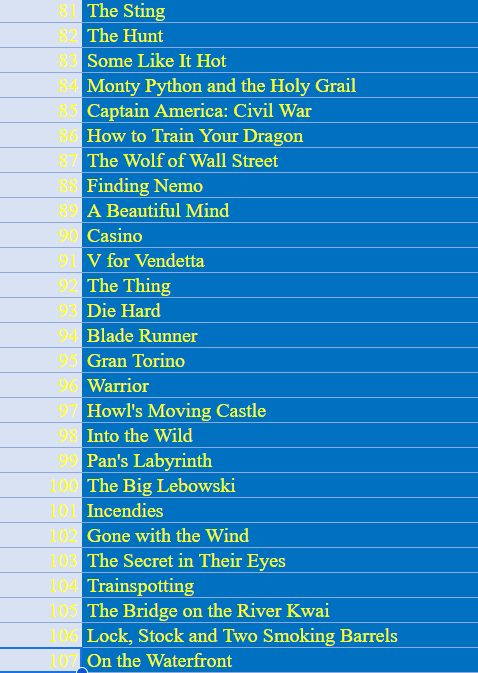 81 The Sting
82 The Hunt
83 Some Like It Hot
84 Monty Python and the Holy Grail
85 Captain America: Civil War
86 How to Train Your Dragon
87 The Wolf of Wall Street
88 Finding Nemo
89 A Beautiful Mind
90 Casino
91 V for Vendetta
92 The Thing
93 Die Hard
94 Blade Runner
95 Gran Torino
96 Warrior
97 Howl's Moving Castle
98 Into the Wild
99 Pan's Labyrinth
100 The Big Lebowski
101 Incendies
102 Gone with the Wind
103 The Secret in Their Eyes
104 Trainspotting
105 The Bridge on the River Kwai
106 Lock, Stock and Two Smoking Barrels
107 On the Waterfront